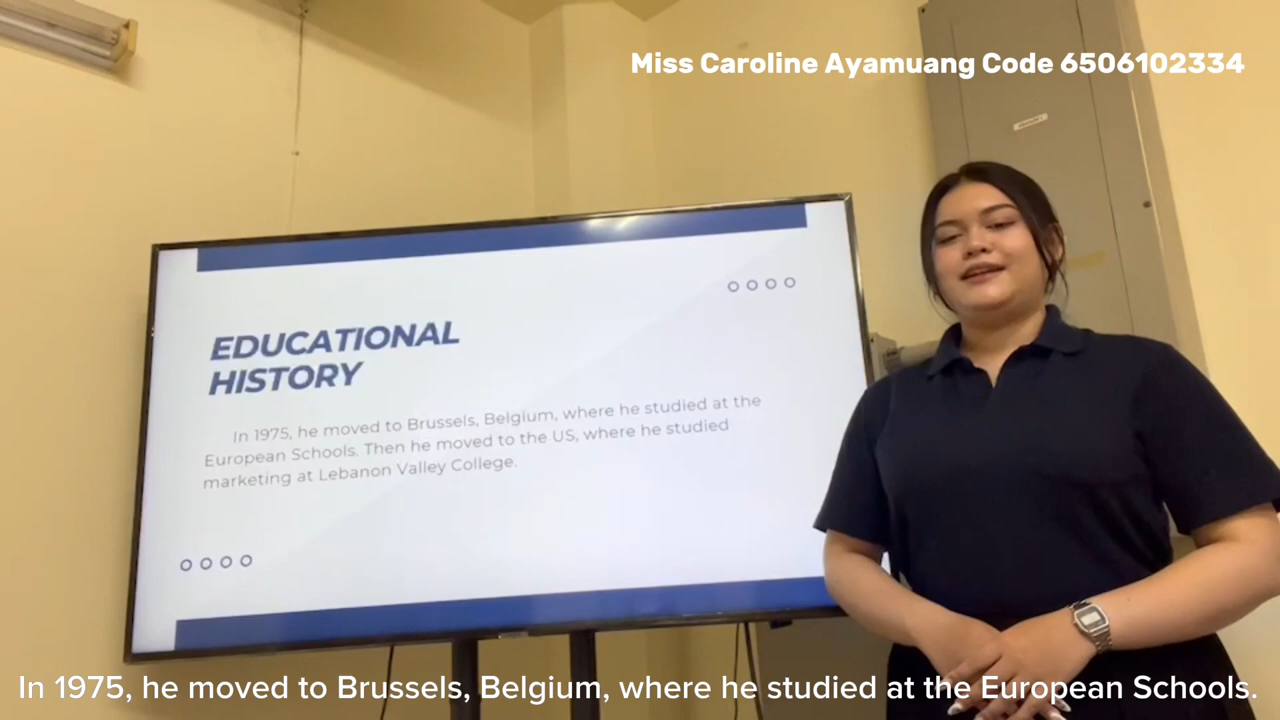 Miss Caroline Ayamuang Code 6506102334
EDUCATIONAL
HISTORY
In 1975, he moved to Brussels, Belgium, where he studied at the
European Schools. Then he moved to the US, where he studied
marketing at Lebanon Valley College.
In 1975, he moved to Brussels, Belgium, where he studied at the European Schools.